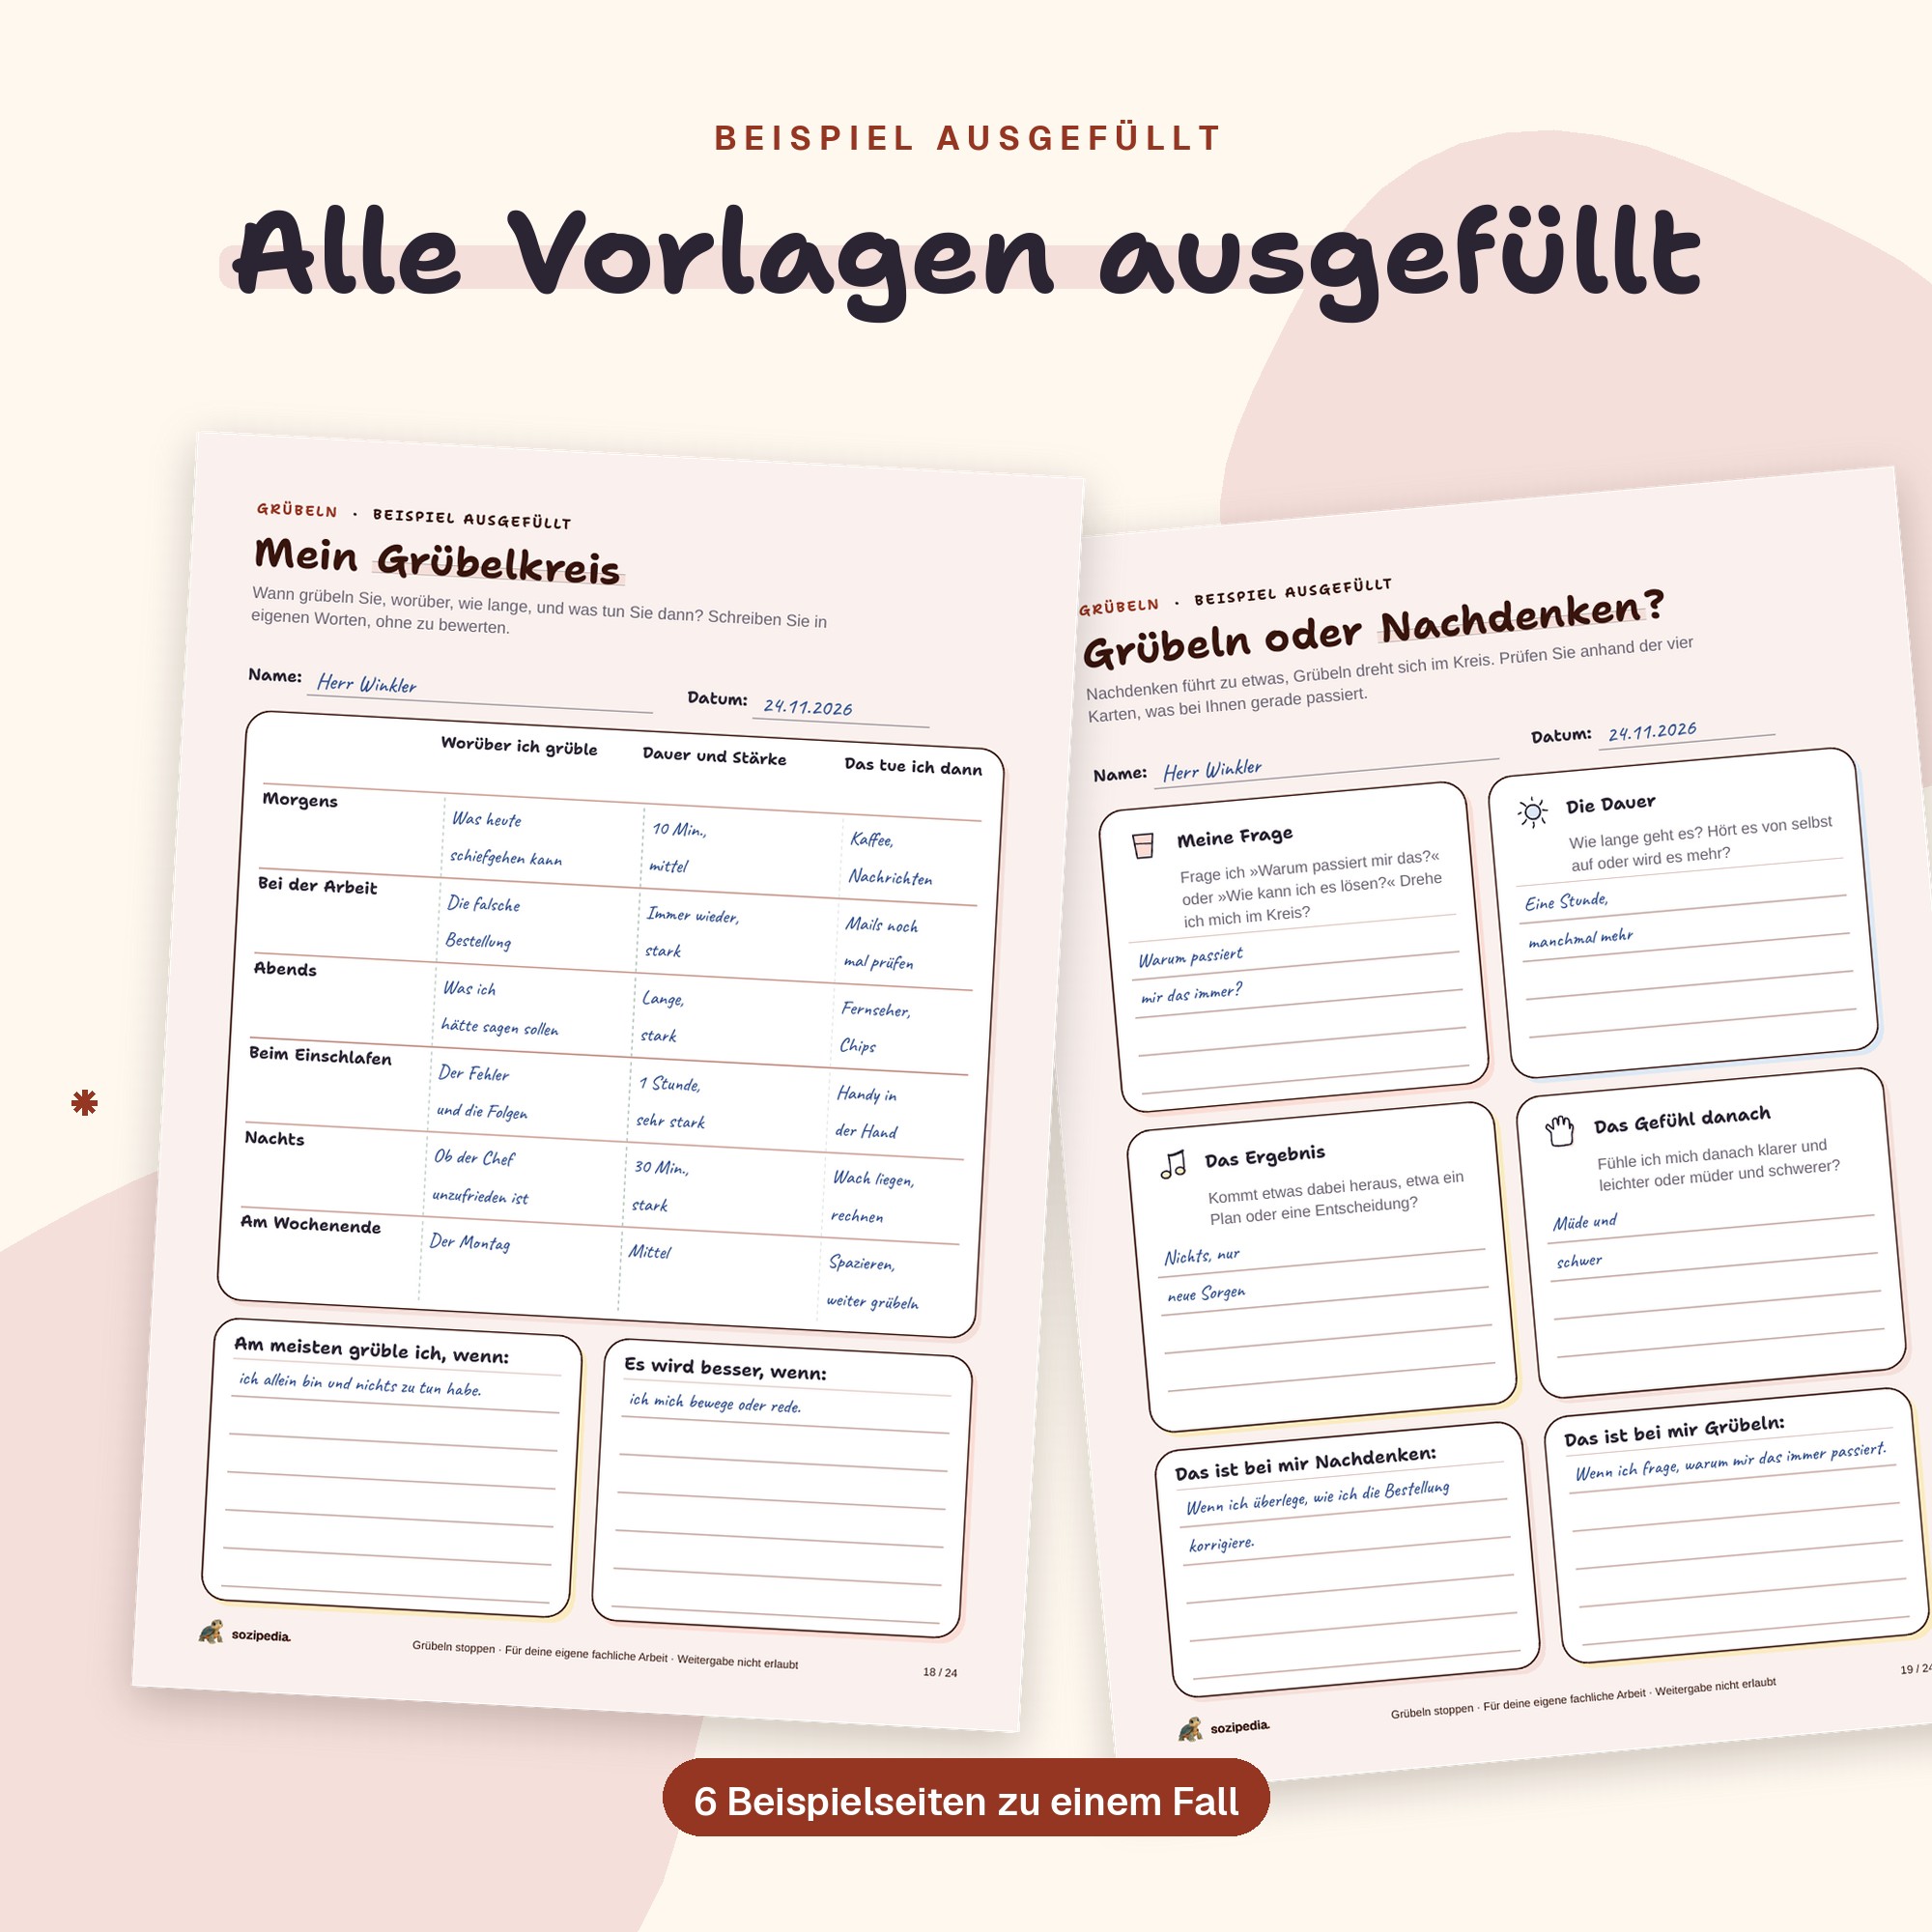 BEISPIEL AUSGEFÜLLT
Alle Vorlagen ausgefüllt
GRÜBELN · BEISPIEL AUSGEFÜLLT
Mein Grübelkreis
Wann grübeln Sie, worüber, wie lange, und was tun Sie dann? Schreiben Sie in
eigenen Worten, ohne zu bewerten.
Name: Herr Winkler Datum: 24.11.2026
Worüber ich grüble Dauer und Stärke Das tue ich dann
Morgens Was heute 10 Min., Kaffee,
schiefgehen kann mittel Nachrichten
Bei der Arbeit Die falsche Immer wieder, Mails noch
Bestellung stark mal prüfen
Abends Was ich Lange, Fernseher,
hätte sagen sollen stark Chips
Beim Einschlafen Der Fehler 1 Stunde, Handy in
und die Folgen sehr stark der Hand
Nachts Ob der Chef 30 Min., Wach liegen,
unzufrieden ist stark rechnen
Am Wochenende Der Montag Mittel Spazieren,
weiter grübeln
Am meisten grüble ich, wenn:
ich allein bin und nichts zu tun habe.
Es wird besser, wenn:
ich mich bewege oder rede.
sozipedia. Grübeln stoppen · Für deine eigene fachliche Arbeit · Weitergabe nicht erlaubt 18 / 24
GRÜBELN · BEISPIEL AUSGEFÜLLT
Grübeln oder Nachdenken?
Nachdenken führt zu etwas, Grübeln dreht sich im Kreis. Prüfen Sie anhand der vier
Karten, was bei Ihnen gerade passiert.
Name: Herr Winkler Datum: 24.11.2026
Meine Frage
Frage ich »Warum passiert mir das?«
oder »Wie kann ich es lösen?« Drehe
ich mich im Kreis?
Warum passiert
mir das immer?
Die Dauer
Wie lange geht es? Hört es von selbst
auf oder wird es mehr?
Eine Stunde,
manchmal mehr
Das Ergebnis
Kommt etwas dabei heraus, etwa ein
Plan oder eine Entscheidung?
Nichts, nur
neue Sorgen
Das Gefühl danach
Fühle ich mich danach klarer und
leichter oder müder und schwerer?
Müde und
schwer
Das ist bei mir Nachdenken:
Wenn ich überlege, wie ich die Bestellung
korrigiere.
Das ist bei mir Grübeln:
Wenn ich frage, warum mir das immer passiert.
sozipedia. Grübeln stoppen · Für deine eigene fachliche Arbeit · Weitergabe nicht erlaubt 19 / 24
6 Beispielseiten zu einem Fall